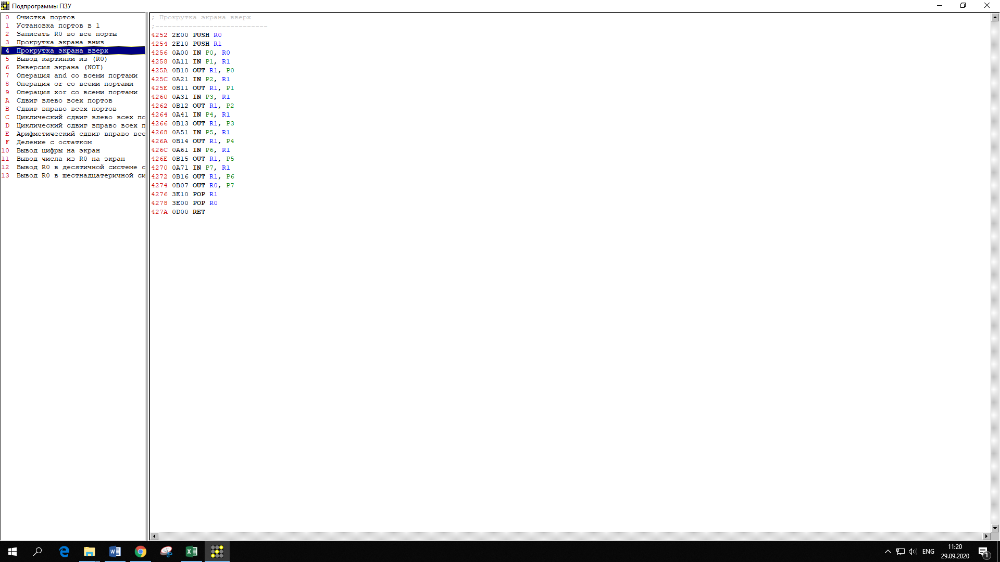 Подпрограммы ПЗУ
0 Очистка портов
1 Установка портов в 1
2 Записать R0 во все порты
3 Прокрутка экрана вниз
4 Прокрутка экрана вверх
5 Вывод картинки из (R0)
6 Инверсия экрана (NOT)
7 Операция and со всеми портами
8 Операция or со всеми портами
9 Операция xor со всеми портами
A Сдвиг влево всех портов
B Сдвиг вправо всех портов
C Циклический сдвиг влево всех по
D Циклический сдвиг вправо всех п
E Арифметический сдвиг вправо все
F Деление с остатком
10 Вывод цифры на экран
11 Вывод числа из R0 на экран
12 Вывод R0 в десятичной системе с
13 Вывод R0 в шестнадцатеричной си
; Прокрутка экрана вверх
;---------------------------
4252 2E00 PUSH R0
4254 2E10 PUSH R1
4256 0A00 IN P0, R0
4258 0A11 IN P1, R1
425A 0B10 OUT R1, P0
425C 0A21 IN P2, R1
425E 0B11 OUT R1, P1
4260 0A31 IN P3, R1
4262 0B12 OUT R1, P2
4264 0A41 IN P4, R1
4266 0B13 OUT R1, P3
4268 0A51 IN P5, R1
426A 0B14 OUT R1, P4
426C 0A61 IN P6, R1
426E 0B15 OUT R1, P5
4270 0A71 IN P7, R1
4272 0B16 OUT R1, P6
4274 0B07 OUT R0, P7
4276 3E10 POP R1
4278 3E00 POP R0
427A 0D00 RET
ENG
11:20
29.09.2020
1